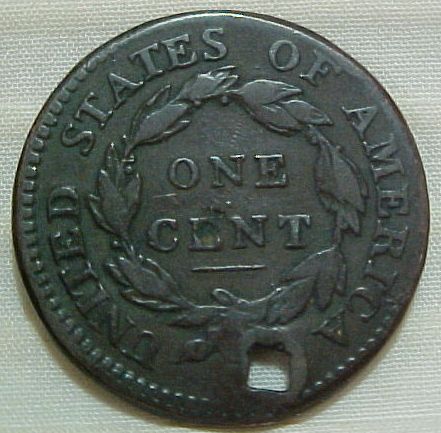 UNITED STATES OF AMERICA
ONE
CENT